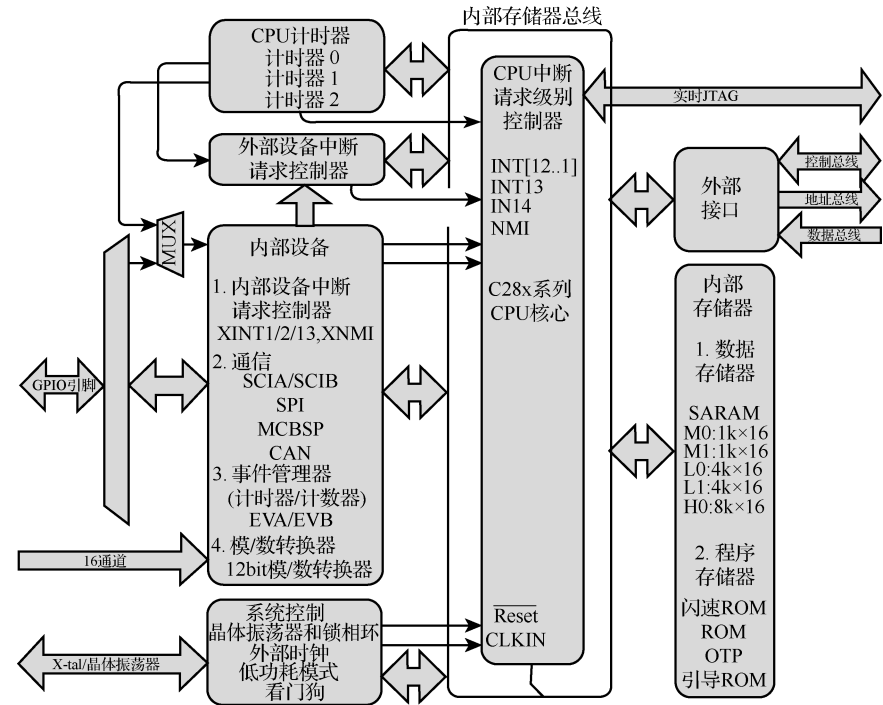 内部存储器总线
CPU计时器
计时器 0
计时器 1
计时器 2
外部设备中断
请求控制器
MUX
内部设备
1. 内部设备中断
请求控制器
XINT1/2/13,XNMI
2. 通信
SCIA/SCIB
SPI
MCBSP
CAN
3. 事件管理器
(计时器/计数器)
EVA/EVB
4. 模/数转换器
12bit模/数转换器
GPIO引脚
16通道
系统控制
晶体振荡器和锁相环
外部时钟
低功耗模式
看门狗
X-tal/晶体振荡器
CPU中断
请求级别
控制器
INT[12..1]
INT13
IN14
NMI
C28x系列
CPU核心
Reset
CLKIN
实时JTAG
外部
接口
控制总线
地址总线
数据总线
内部
存储器
1. 数据
存储器
SARAM
M0:1k×16
M1:1k×16
L0:4k×16
L1:4k×16
H0:8k×16
2. 程序
存储器
闪速ROM
ROM
OTP
引导ROM